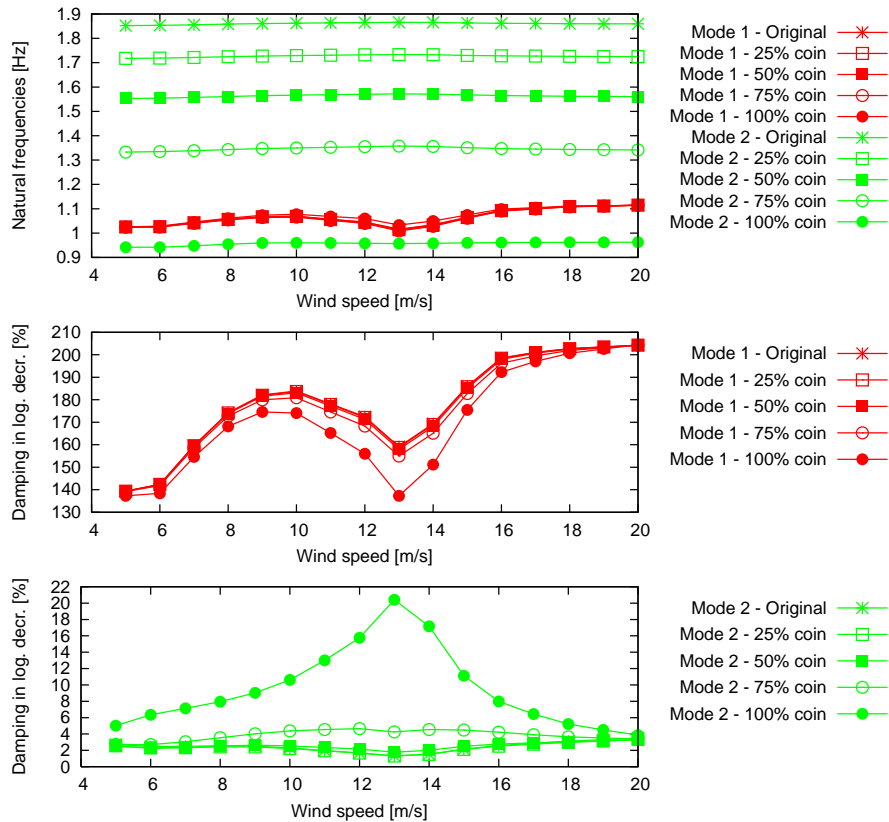 Natural frequencies [Hz]
1.9
1.8
1.7
1.6
1.5
1.4
1.3
1.2
1.1
1
0.9
4 6 8 10 12 14 16 18 20
Wind speed [m/s]
Mode 1 - Original
Mode 1 - 25% coin
Mode 1 - 50% coin
Mode 1 - 75% coin
Mode 1 - 100% coin
Mode 2 - Original
Mode 2 - 25% coin
Mode 2 - 50% coin
Mode 2 - 75% coin
Mode 2 - 100% coin
Damping in log. decr. [%]
210
200
190
180
170
160
150
140
130
4 6 8 10 12 14 16 18 20
Wind speed [m/s]
Mode 1 - Original
Mode 1 - 25% coin
Mode 1 - 50% coin
Mode 1 - 75% coin
Mode 1 - 100% coin
Damping in log. decr. [%]
22
20
18
16
14
12
10
8
6
4
2
0
4 6 8 10 12 14 16 18 20
Wind speed [m/s]
Mode 2 - Original
Mode 2 - 25% coin
Mode 2 - 50% coin
Mode 2 - 75% coin
Mode 2 - 100% coin